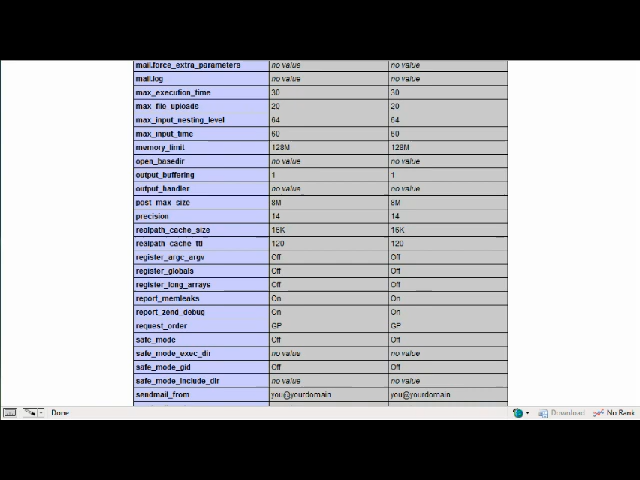 mail.force_extra_parameters no value no value
mail.log no value no value
max_execution_time 30 30
max_file_uploads 20 20
max_input_nesting_level 64 64
max_input_time 60 60
memory_limit 128M 128M
open_basedir no value no value
output_buffering 1 1
output_handler no value no value
post_max_size 8M 8M
precision 14 14
realpath_cache_size 16K 16K
realpath_cache_ttl 120 120
register_argc_argv Off Off
register_globals Off Off
register_long_arrays Off Off
report_memleaks On On
report_zend_debug On On
request_order GP GP
safe_mode Off Off
safe_mode_exec_dir no value no value
safe_mode_gid Off Off
safe_mode_include_dir no value no value
sendmail_from you@yourdomain you@yourdomain
Done Download No Rank